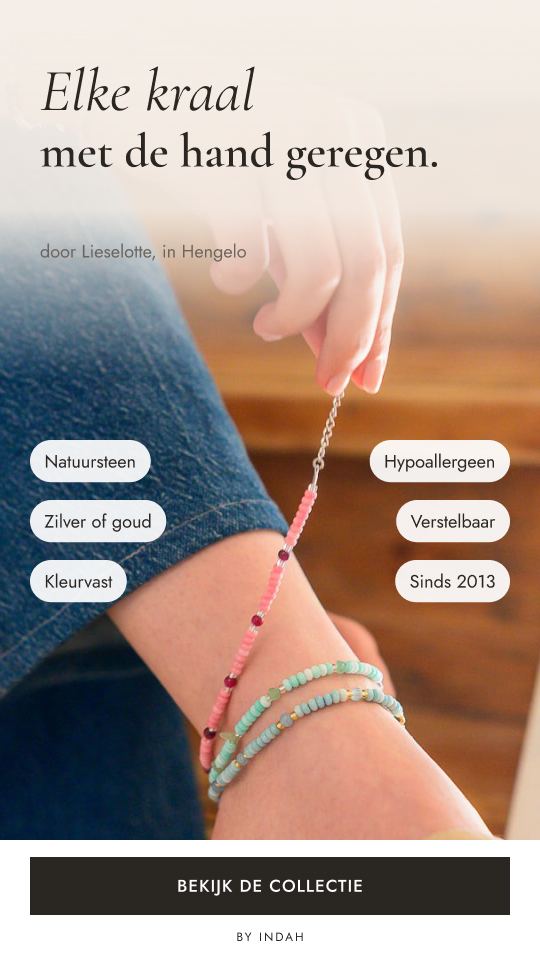 Elke kraal
met de hand geregen.
door Lieselotte, in Hengelo
Natuursteen
Hypoallergeen
Zilver of goud
Verstelbaar
Kleurvast
Sinds 2013
BEKIJK DE COLLECTIE
BY INDAH